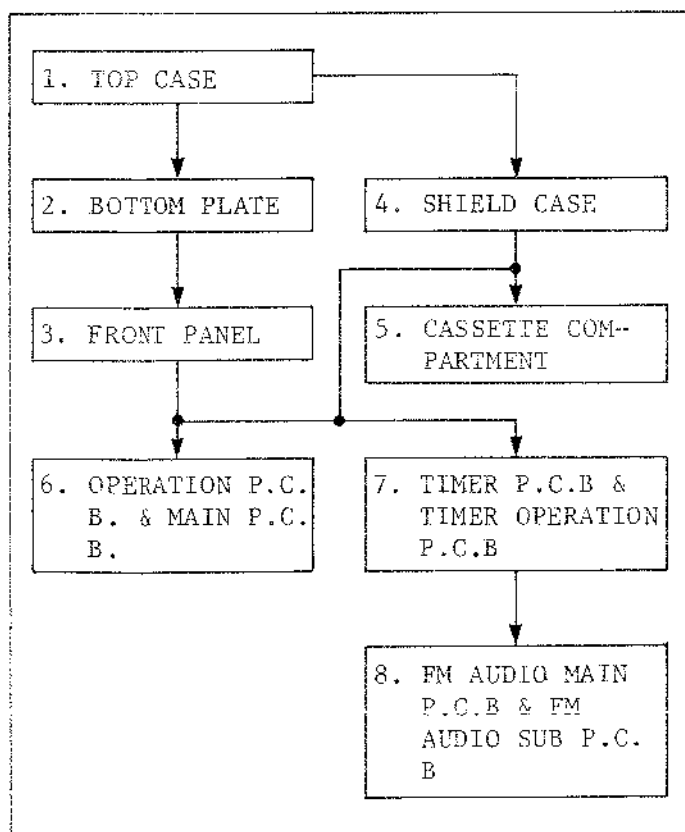 1. TOP CASE
2. BOTTOM PLATE
3. FRONT PANEL
4. SHIELD CASE
5. CASSETTE COM-
PARTMENT
6. OPERATION P.C.
B. & MAIN P.C.
B.
7. TIMER P.C.B &
TIMER OPERATION
P.C.B
8. FM AUDIO MAIN
P.C.B & FM
AUDIO SUB P.C.
B